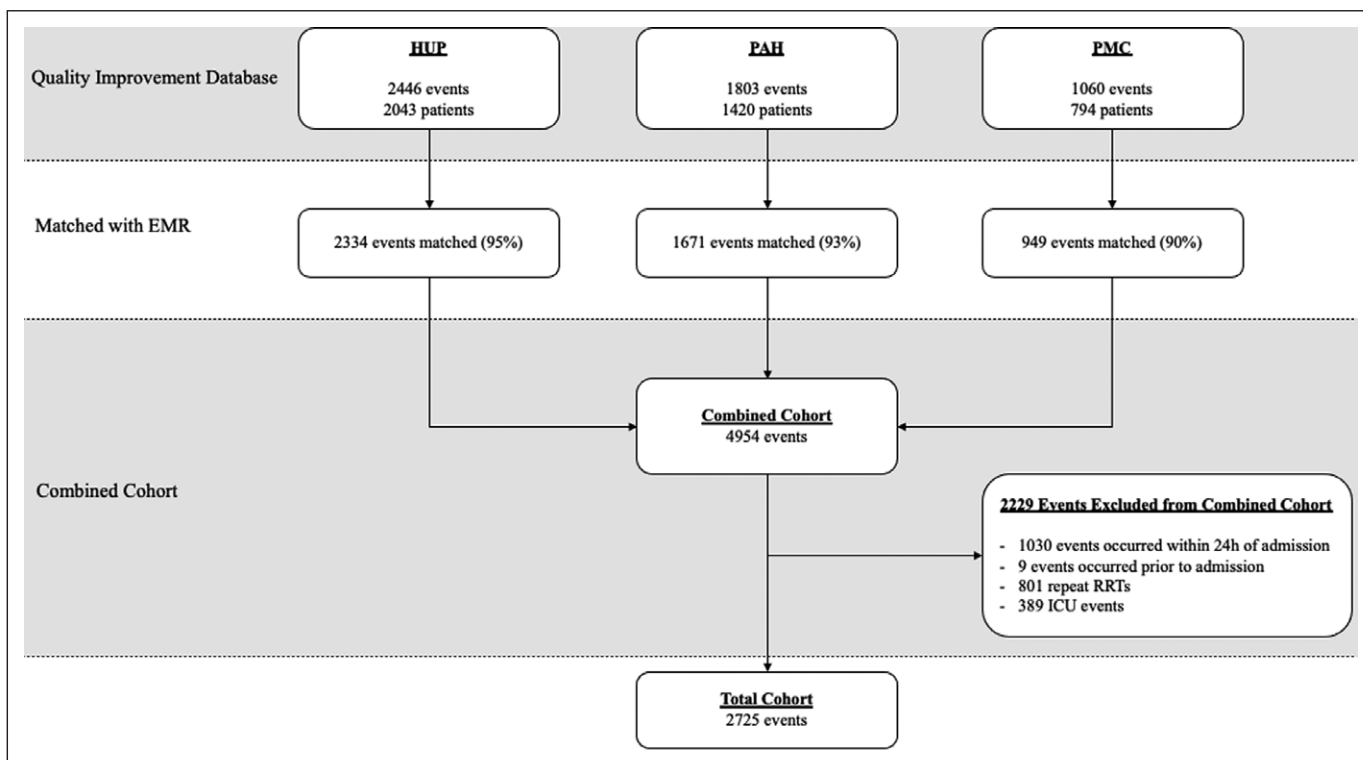 Quality Improvement Database
HUP
2446 events
2043 patients
PAH
1803 events
1420 patients
PMC
1060 events
794 patients
Matched with EMR
2334 events matched (95%)
1671 events matched (93%)
949 events matched (90%)
Combined Cohort
Combined Cohort
4954 events
2229 Events Excluded from Combined Cohort
- 1030 events occurred within 24h of admission
- 9 events occurred prior to admission
- 801 repeat RRTs
- 389 ICU events
Total Cohort
2725 events